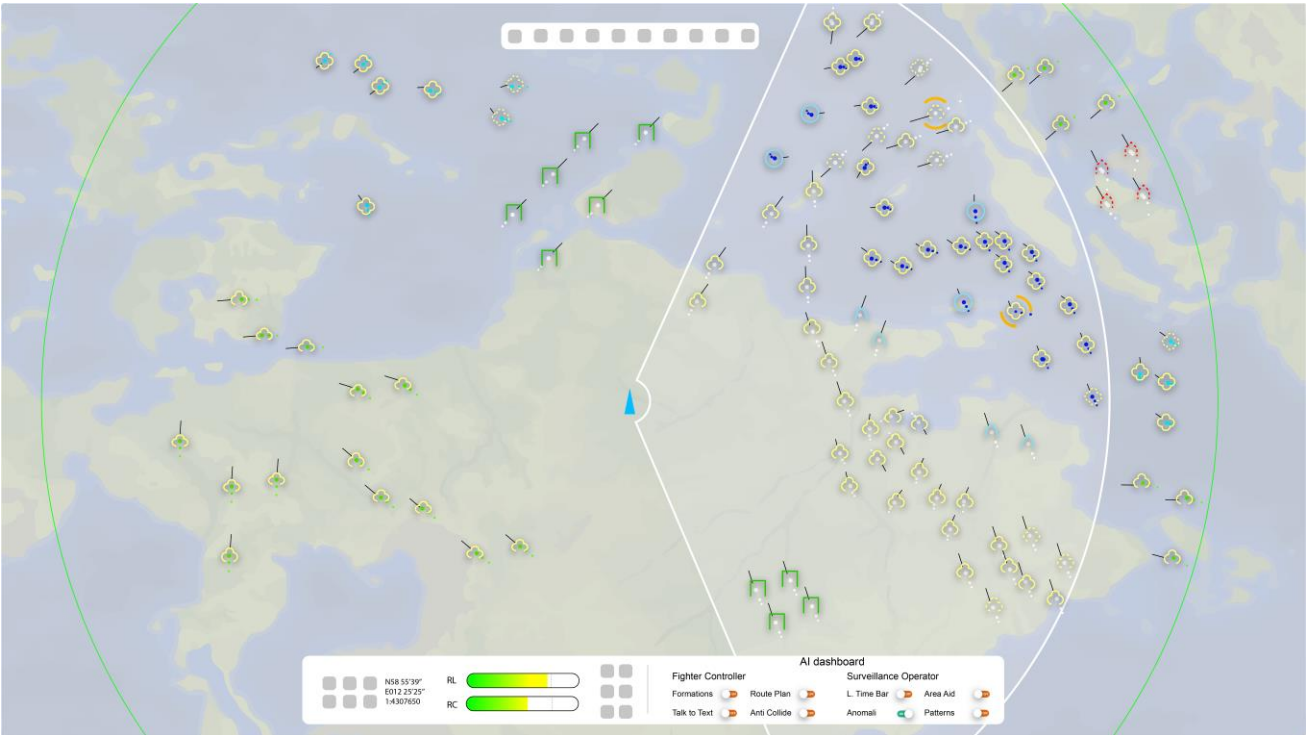 AI dashboard
N58 55'39"
E012 25'25"
1:4307650
RL
RC
Fighter Controller
Formations Route Plan
Talk to Text Anti Collide
Surveillance Operator
L. Time Bar Area Aid
Anomali Patterns